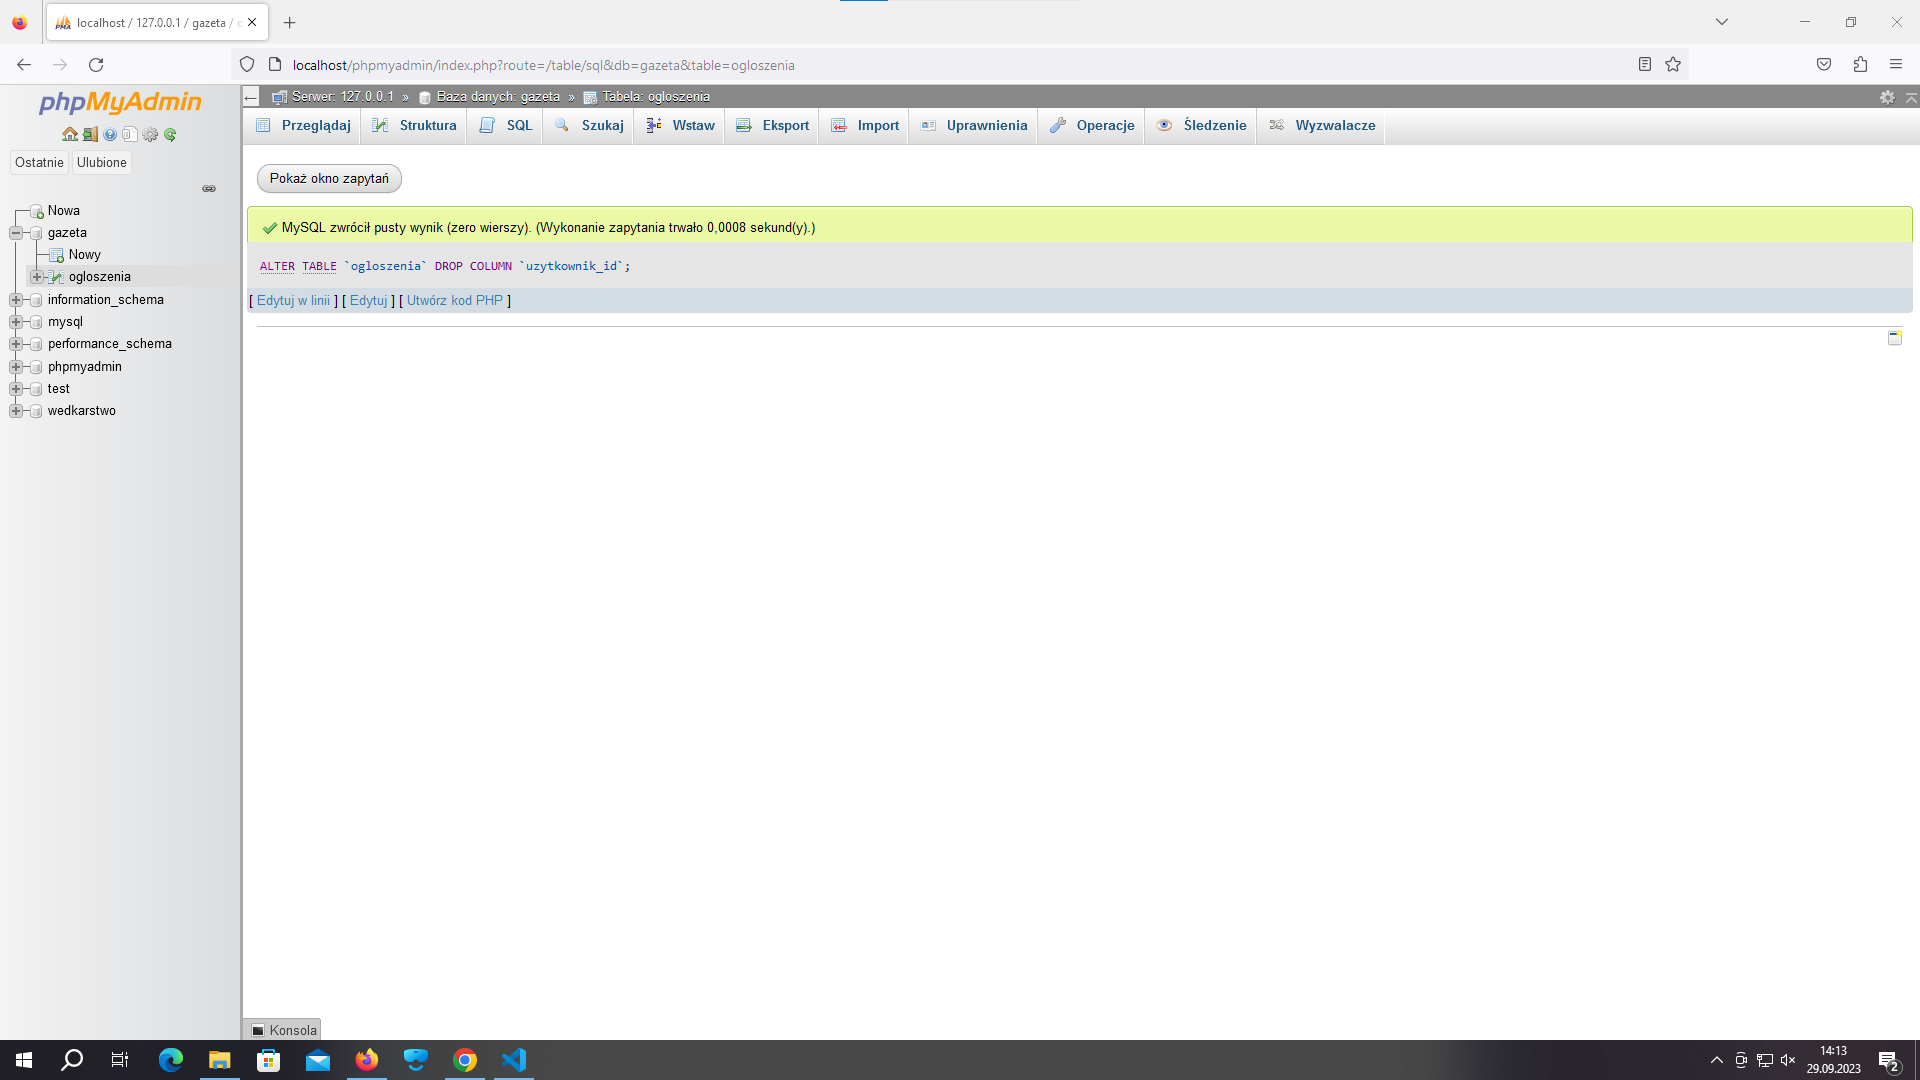 localhost / 127.0.0.1 / gazeta /
localhost/phpmyadmin/index.php?route=/table/sql&db=gazeta&table=ogloszenia
phpMyAdmin
Ostatnie
Ulubione
Nowa
gazeta
Nowy
ogloszenia
information_schema
mysql
performance_schema
phpmyadmin
test
wedkarstwo
Serwer: 127.0.0.1 » Baza danych: gazeta » Tabela: ogloszenia
Przeglądaj
Struktura
SQL
Szukaj
Wstaw
Eksport
Import
Uprawnienia
Operacje
Śledzenie
Wyzwalacze
Pokaż okno zapytań
MySQL zwrócił pusty wynik (zero wierszy). (Wykonanie zapytania trwało 0,0008 sekund(y).)
ALTER TABLE `ogloszenia` DROP COLUMN `uzytkownik_id`;
[ Edytuj w linii ] [ Edytuj ] [ Utwórz kod PHP ]
Konsola
14:13
29.09.2023
2